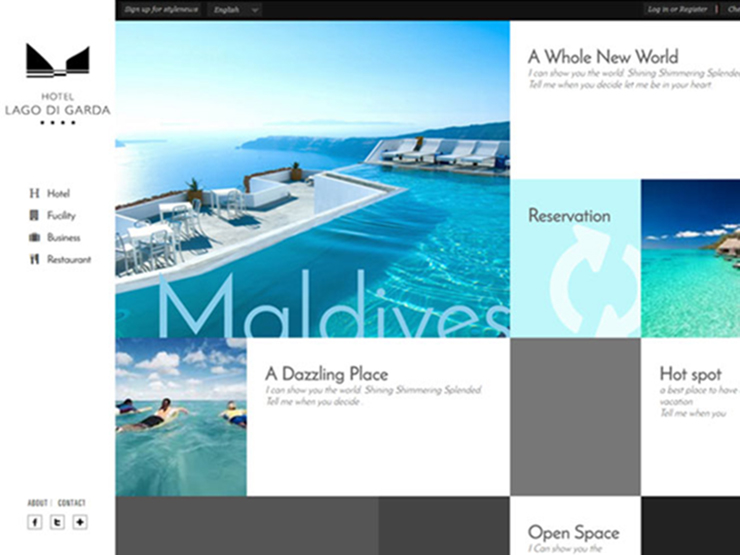 Sign up for stylenews
English
Log in or Register
HOTEL
LAGO DI GARDA
H Hotel
Fucility
Business
Restaurant
Maldives
A Whole New World
I can show you the world. Shining Shimmering
Tell me when you decide let me be in your heart
Reservation
A Dazzling Place
I can show you the world. Shining Shimmering Splended.
Tell me when you decide .
Hot spot
a best place to have
vacation
Tell me when you
ABOUT | CONTACT
Open Space
I Can show you the